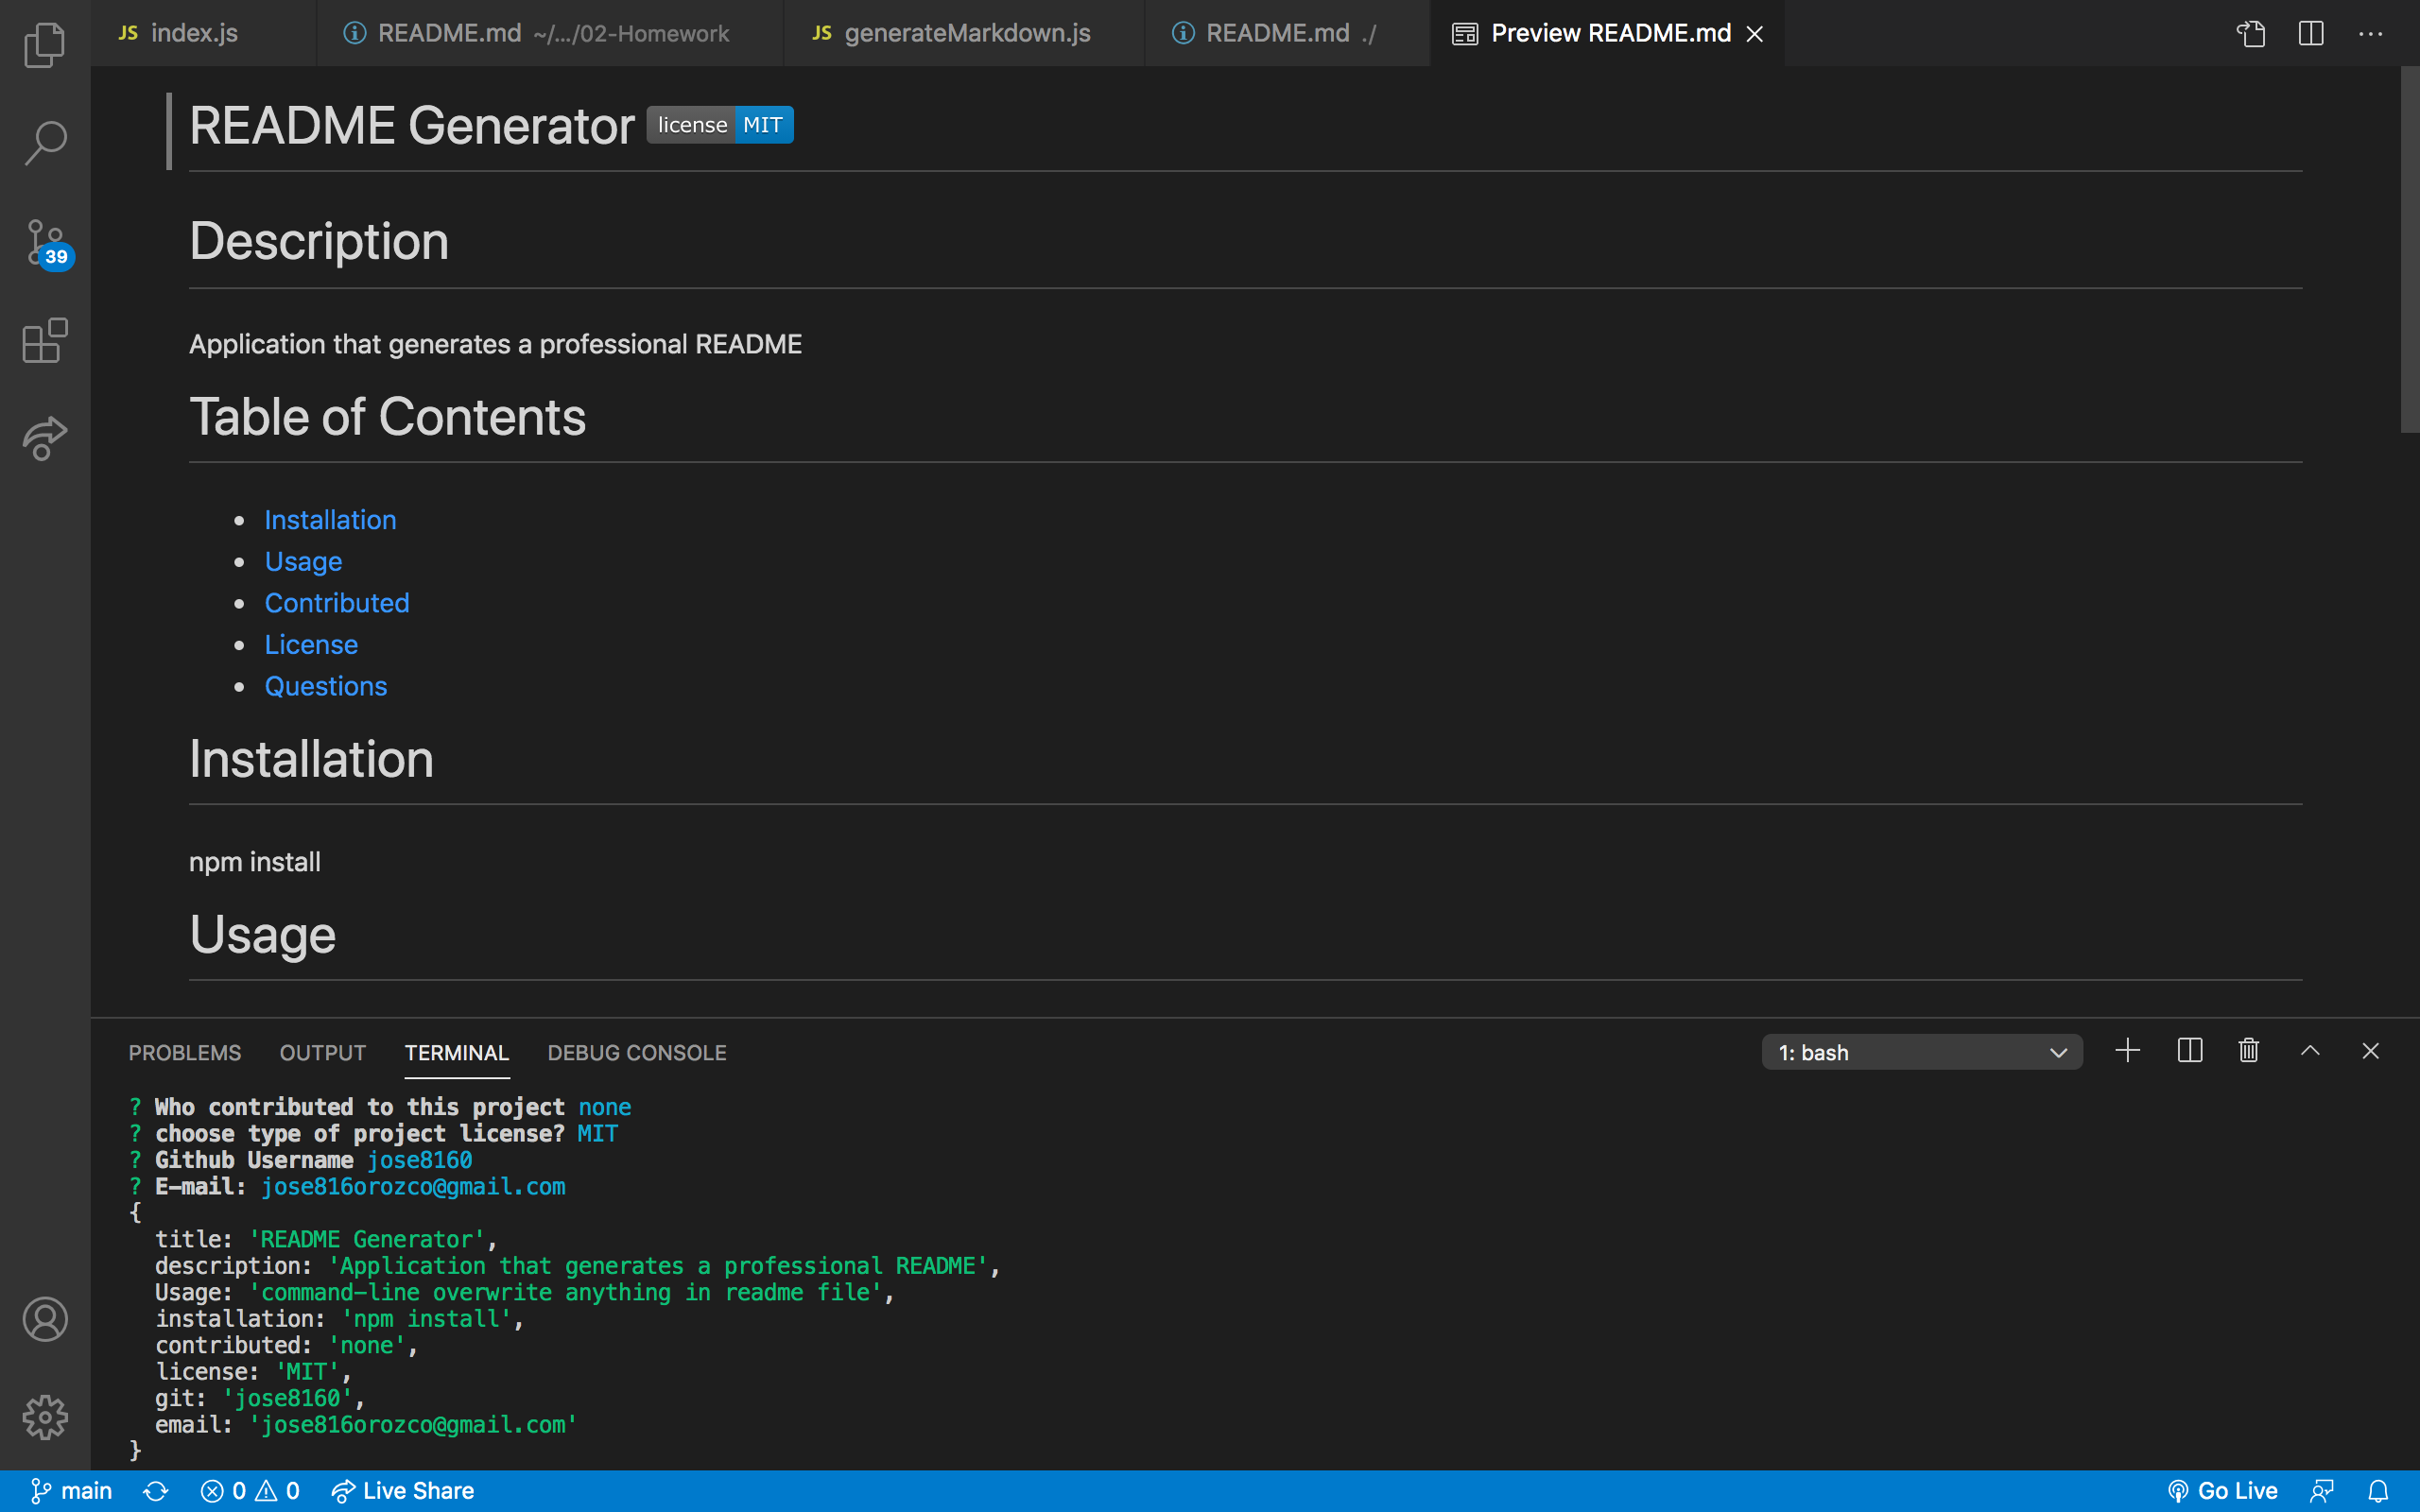 JS index.js
README.md ~/.../02-Homework
JS generateMarkdown.js
README.md ./
Preview README.md
README Generator license MIT
39
Description
Application that generates a professional README
Table of Contents
• Installation
• Usage
• Contributed
• License
• Questions
Installation
npm install
Usage
PROBLEMS OUTPUT TERMINAL DEBUG CONSOLE 1: bash
? Who contributed to this project none
? choose type of project license? MIT
? Github Username jose8160
? E-mail: jose816orozco@gmail.com
{
  title: 'README Generator',
  description: 'Application that generates a professional README',
  Usage: 'command-line overwrite anything in readme file',
  installation: 'npm install',
  contributed: 'none',
  license: 'MIT',
  git: 'jose8160',
  email: 'jose816orozco@gmail.com'
}
main 0 0 Live Share Go Live